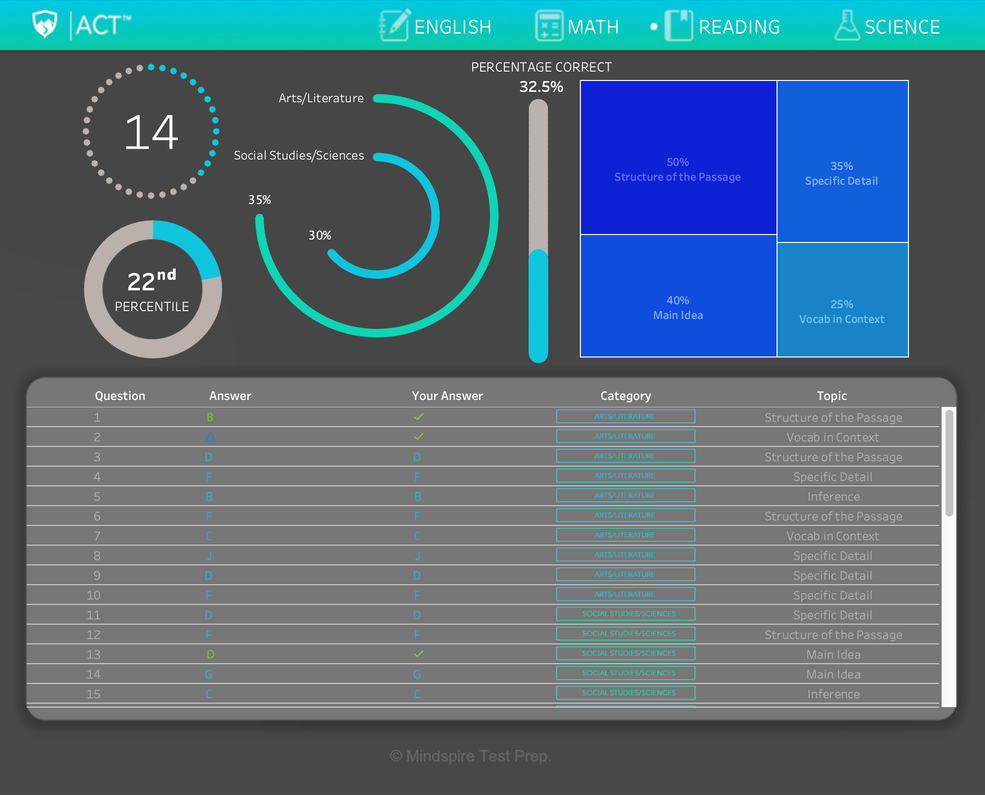 ACT™ ENGLISH MATH READING SCIENCE
14
22nd
PERCENTILE
Arts/Literature
Social Studies/Sciences
35%
30%
PERCENTAGE CORRECT
32.5%
50%
Structure of the Passage
35%
Specific Detail
40%
Main Idea
25%
Vocab in Context
Question Answer Your Answer Category Topic
1 B ✓ ARTS/LITERATURE Structure of the Passage
2 A ✓ ARTS/LITERATURE Vocab in Context
3 D D ARTS/LITERATURE Structure of the Passage
4 F F ARTS/LITERATURE Specific Detail
5 B B ARTS/LITERATURE Inference
6 F F ARTS/LITERATURE Structure of the Passage
7 C C ARTS/LITERATURE Vocab in Context
8 J J ARTS/LITERATURE Specific Detail
9 D D ARTS/LITERATURE Specific Detail
10 F F ARTS/LITERATURE Specific Detail
11 D D SOCIAL STUDIES/SCIENCES Specific Detail
12 F F SOCIAL STUDIES/SCIENCES Structure of the Passage
13 D ✓ SOCIAL STUDIES/SCIENCES Main Idea
14 G G SOCIAL STUDIES/SCIENCES Main Idea
15 C C SOCIAL STUDIES/SCIENCES Inference
© Mindspire Test Prep.